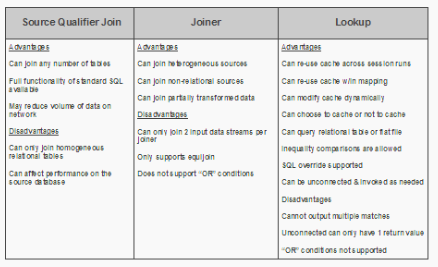 Source Qualifier Join
Advantages
Can join any number of tables
Full functionality of standard SQL
available
May reduce volume of data on
network
Disadvantages
Can only join homogeneous
relational tables
Can affect performance on the
source database
Joiner
Advantages
Can join heterogeneous sources
Can join non-relational sources
Can join partially transformed data
Disadvantages
Can only join 2 input data streams per
joiner
Only supports equijoin
Does not support "OR" conditions
Lookup
Advantages
Can re-use cache across session runs
Can re-use cache w/in mapping
Can modify cache dynamically
Can choose to cache or not to cache
Can query relational table or flat file
Inequality comparisons are allowed
SQL override supported
Can be unconnected & invoked as needed
Disadvantages
Cannot output multiple matches
Unconnected can only have 1 return value
"OR" conditions not supported